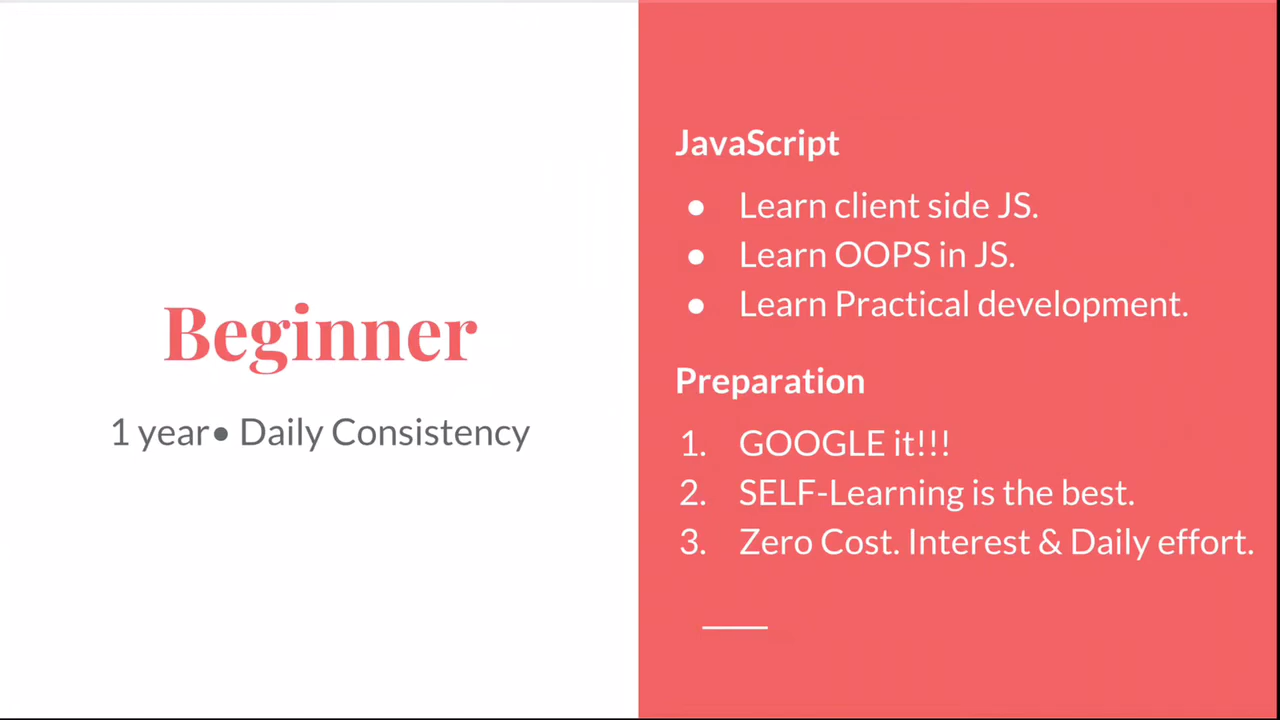 Beginner
1 year● Daily Consistency
JavaScript
● Learn client side JS.
● Learn OOPS in JS.
● Learn Practical development.
Preparation
1. GOOGLE it!!!
2. SELF-Learning is the best.
3. Zero Cost. Interest & Daily effort.